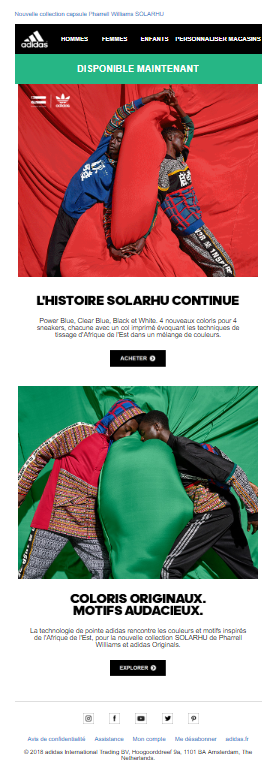 Nouvelle collection capsule Pharrell Williams SOLARHU
adidas
HOMMES FEMMES ENFANTS PERSONNALISER MAGASINS
DISPONIBLE MAINTENANT
adidas
L'HISTOIRE SOLARHU CONTINUE
Power Blue, Clear Blue, Black et White. 4 nouveaux coloris pour 4
sneakers, chacune avec un col imprimé évoquant les techniques de
tissage d'Afrique de l'Est dans un mélange de couleurs.
ACHETER
COLORIS ORIGINAUX.
MOTIFS AUDACIEUX.
La technologie de pointe adidas rencontre les couleurs et motifs inspirés
de l'Afrique de l'Est, pour la nouvelle collection SOLARHU de Pharrell
Williams et adidas Originals.
EXPLORER
Avis de confidentialité Assistance Mon compte Me désabonner adidas.fr
© 2018 adidas International Trading BV, Hoogoorddreef 9a, 1101 BA Amsterdam, The
Netherlands.